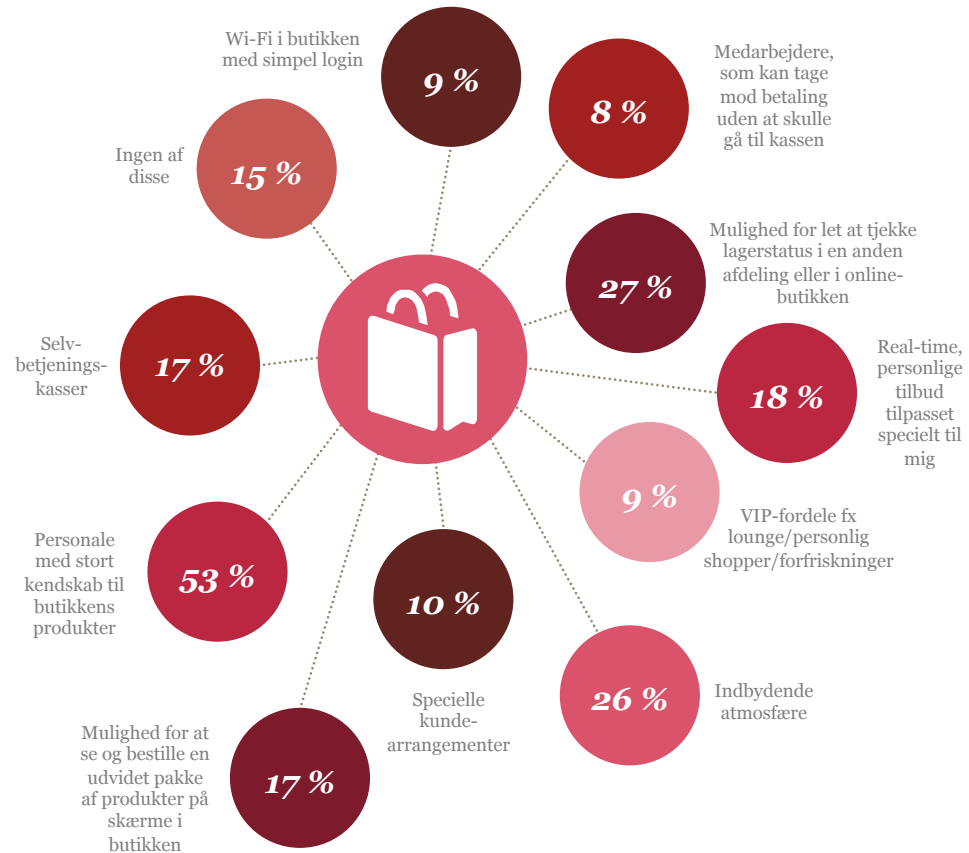 Wi-Fi i butikken
med simpel login
9 %
Medarbejdere,
som kan tage
mod betaling
uden at skulle
gå til kassen
8 %
Ingen af
disse
15 %
Mulighed for let at tjekke
lagerstatus i en anden
afdeling eller i online-
butikken
27 %
Selv-
betjenings-
kasser
17 %
Real-time,
personlige
tilbud
tilpasset
specielt til
mig
18 %
9 %
VIP-fordele fx
lounge/personlig
shopper/forfriskninger
Personale
med stort
kendskab til
butikkens
produkter
53 %
10 %
Specielle
kunde-
arrangementer
26 %
Indbydende
atmosfære
Mulighed for at
se og bestille en
udvidet pakke
af produkter på
skærme i
butikken
17 %